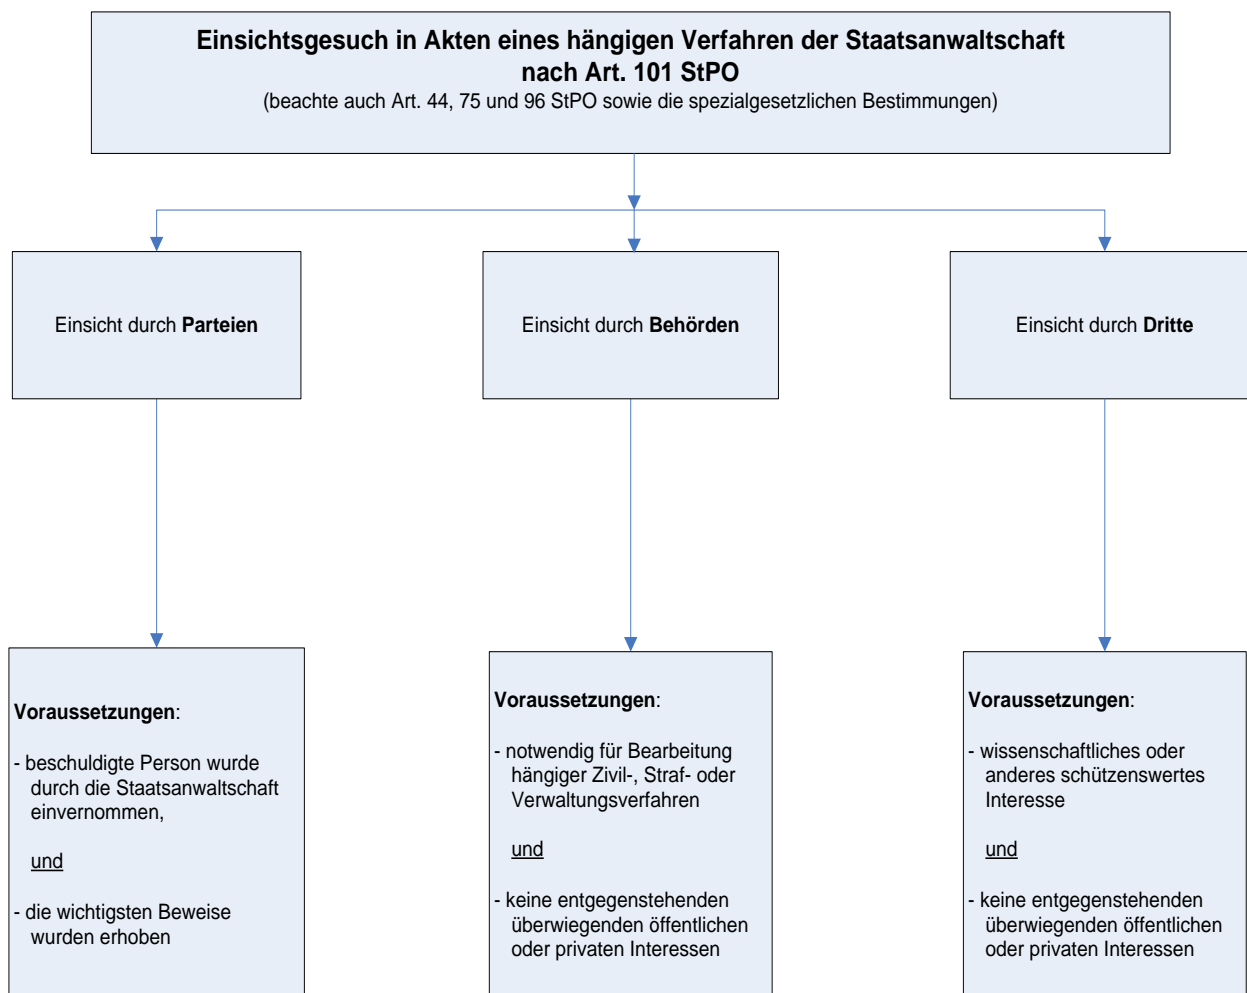 Einsichtsgesuch in Akten eines hängigen Verfahren der Staatsanwaltschaft
nach Art. 101 StPO
(beachte auch Art. 44, 75 und 96 StPO sowie die spezialgesetzlichen Bestimmungen)
Einsicht durch Parteien
Einsicht durch Behörden
Einsicht durch Dritte
Voraussetzungen:
- beschuldigte Person wurde
durch die Staatsanwaltschaft
einvernommen,
und
- die wichtigsten Beweise
wurden erhoben
Voraussetzungen:
- notwendig für Bearbeitung
hängiger Zivil-, Straf- oder
Verwaltungsverfahren
und
- keine entgegenstehenden
überwiegenden öffentlichen
oder privaten Interessen
Voraussetzungen:
- wissenschaftliches oder
anderes schützenswertes
Interesse
und
- keine entgegenstehenden
überwiegenden öffentlichen
oder privaten Interessen